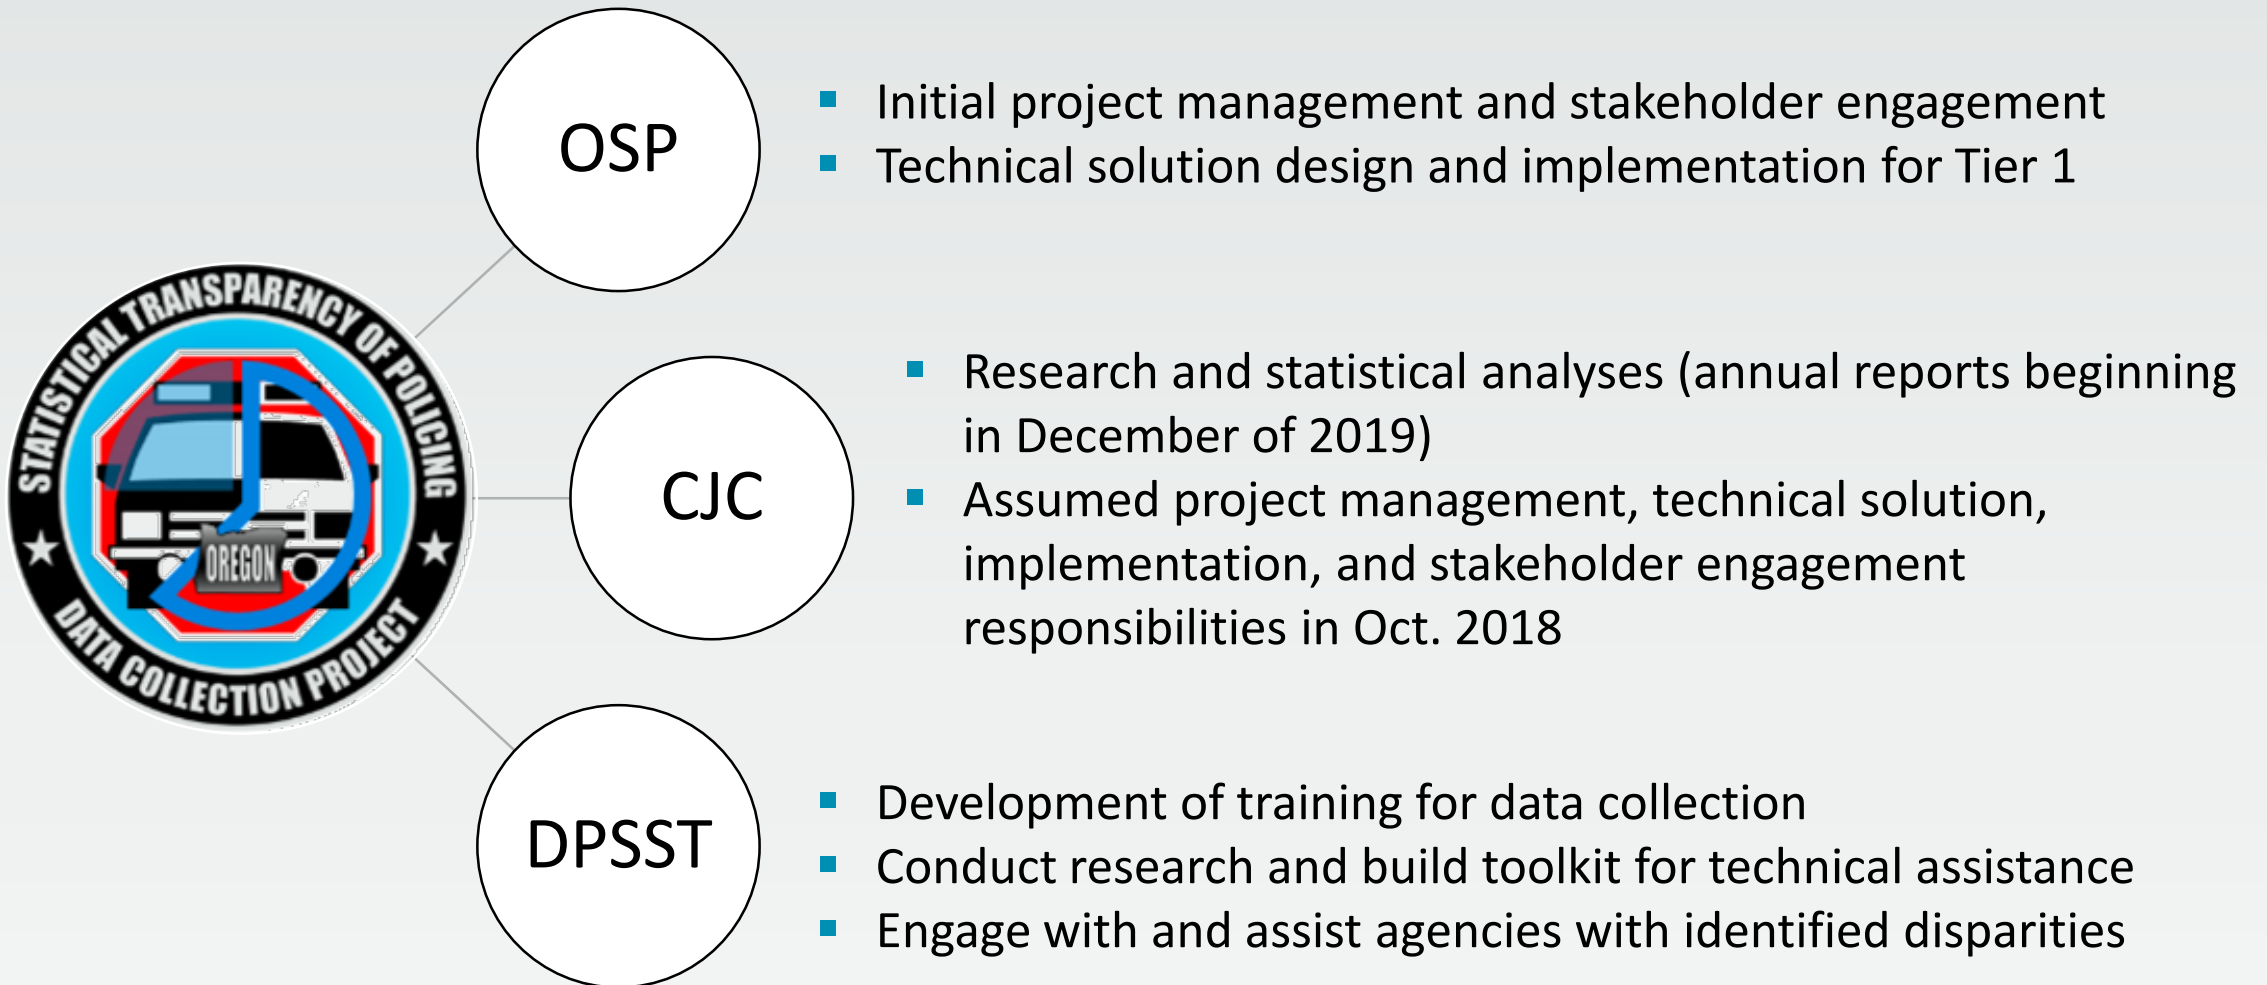 STATISTICAL TRANSPARENCY OF POLICING
DATA COLLECTION PROJECT
OREGON
OSP
Initial project management and stakeholder engagement
Technical solution design and implementation for Tier 1
CJC
Research and statistical analyses (annual reports beginning
in December of 2019)
Assumed project management, technical solution,
implementation, and stakeholder engagement
responsibilities in Oct. 2018
DPSST
Development of training for data collection
Conduct research and build toolkit for technical assistance
Engage with and assist agencies with identified disparities